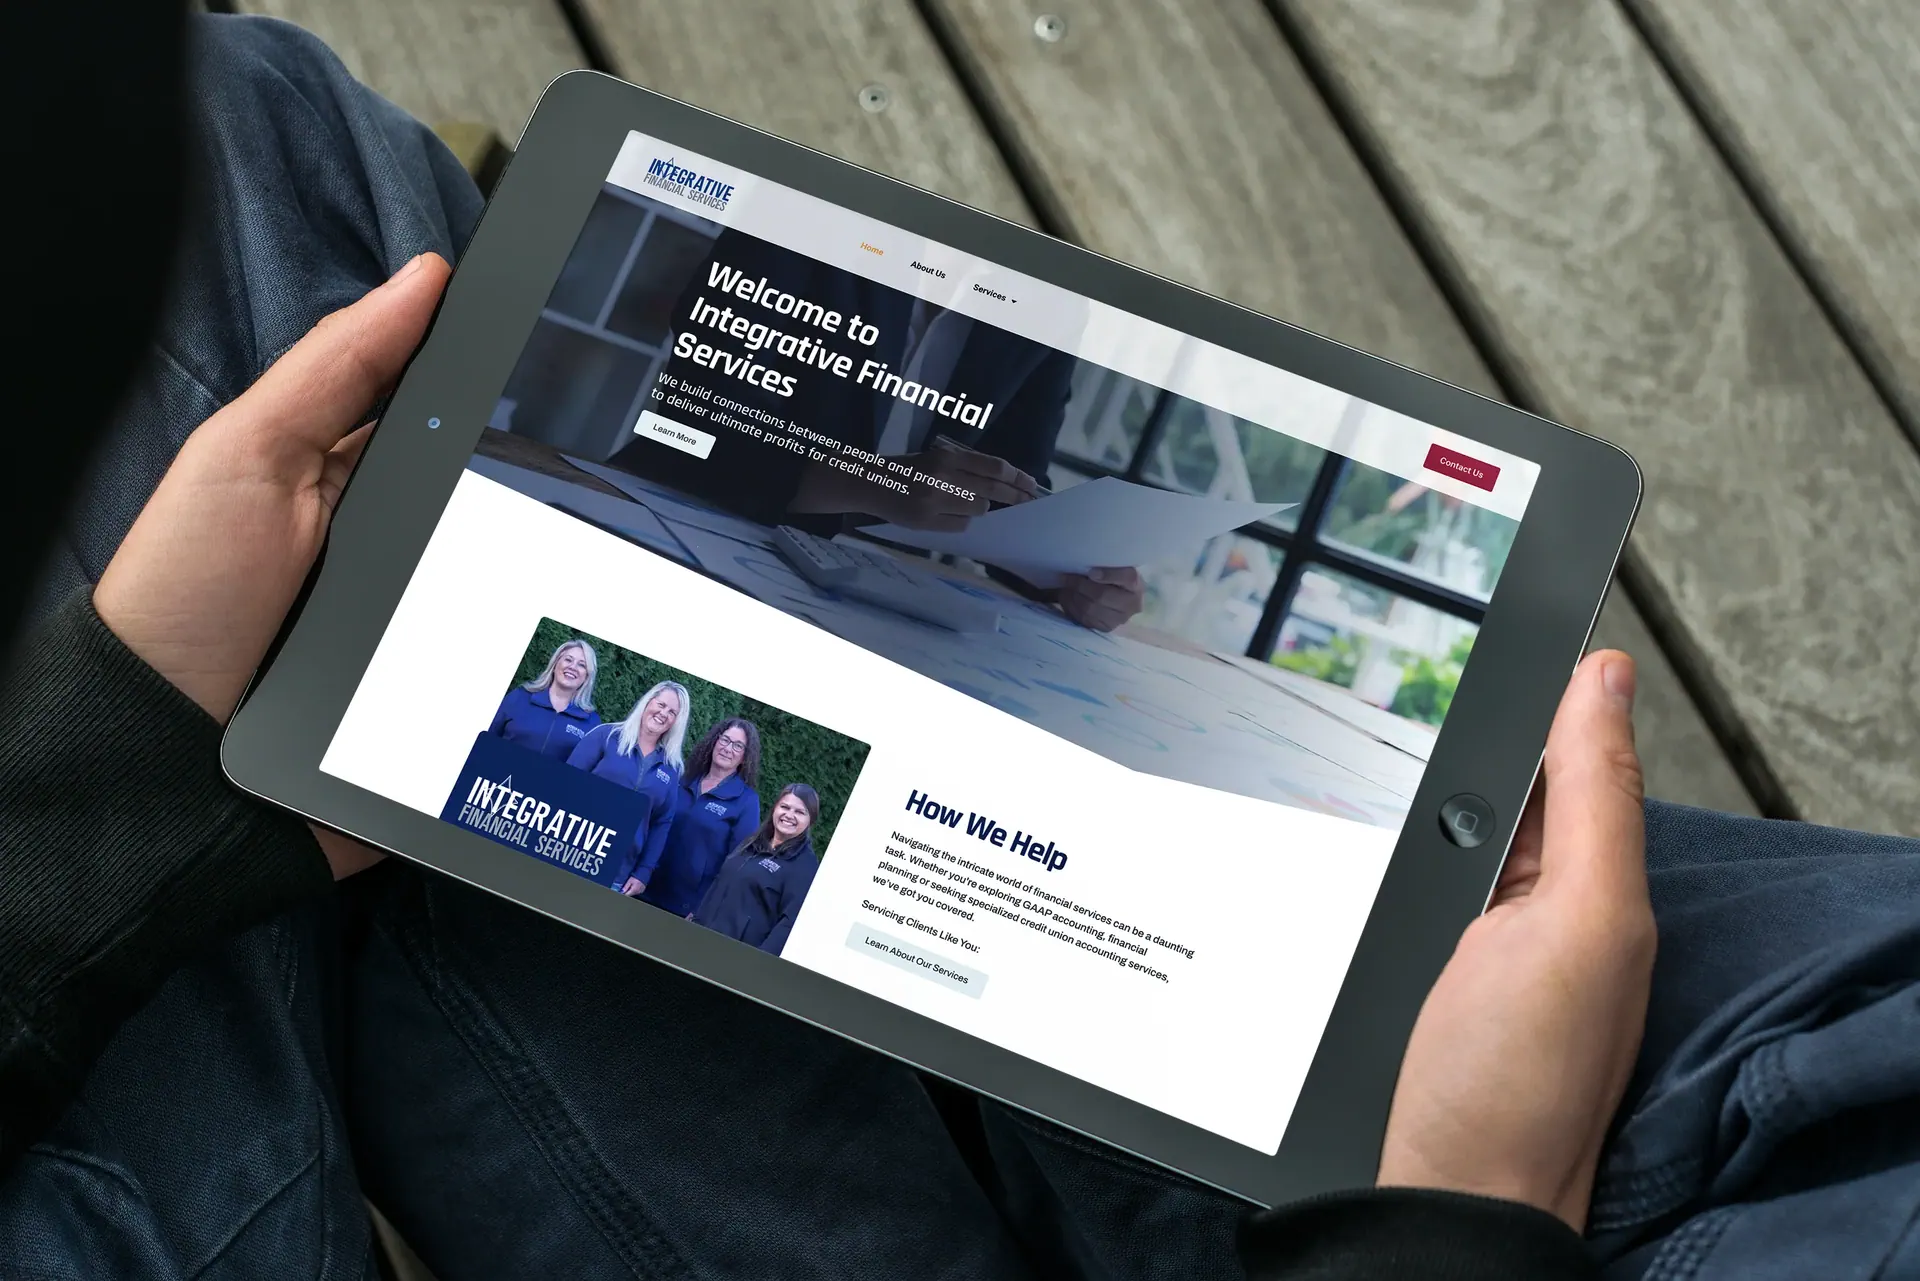 INTEGRATIVE
FINANCIAL SERVICES
Home
About Us
Services
Contact Us
Welcome to
Integrative Financial
Services
We build connections between people and processes
to deliver ultimate profits for credit unions.
Learn More
INTEGRATIVE
FINANCIAL SERVICES
How We Help
Navigating the intricate world of financial services can be a daunting
task. Whether you're exploring GAAP accounting, financial
planning or seeking specialized credit union accounting services,
we've got you covered.
Servicing Clients Like You:
Learn About Our Services